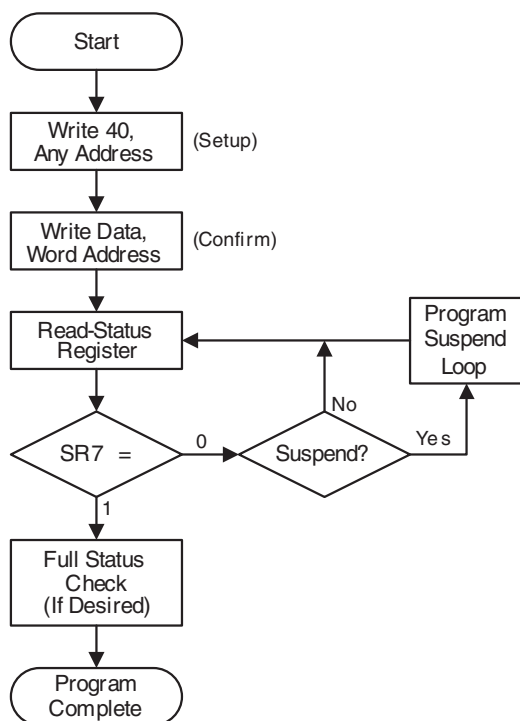 Start
Write 40,
Any Address
(Setup)
Write Data,
Word Address
(Confirm)
Read-Status
Register
Program
Suspend
Loop
No
SR7 =
0
Suspend?
Yes
1
Full Status
Check
(If Desired)
Program
Complete